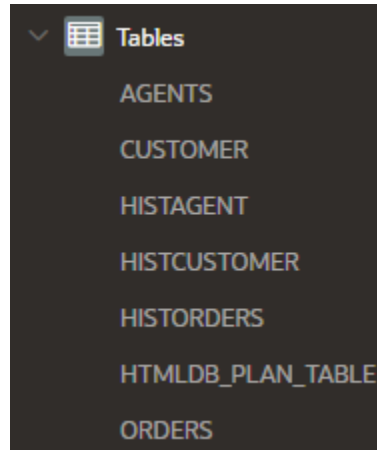 Tables
AGENTS
CUSTOMER
HISTAGENT
HISTCUSTOMER
HISTORDERS
HTMLDB_PLAN_TABLE
ORDERS